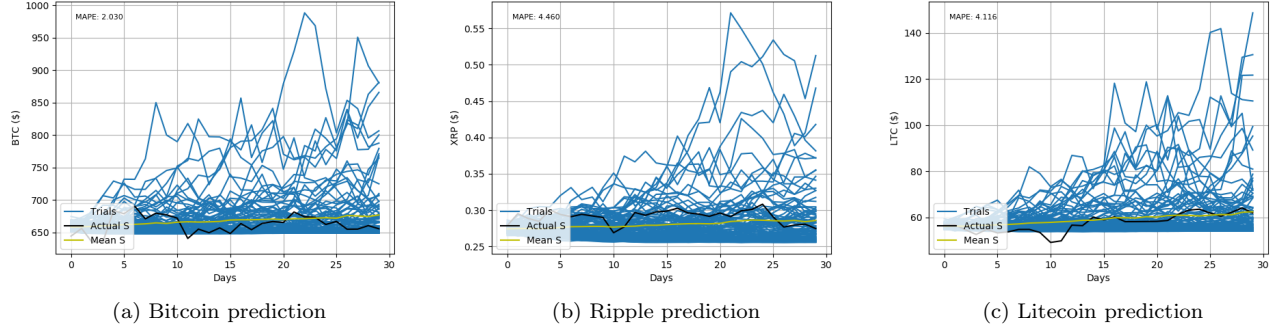 MAPE: 2.030
1000
950
900
850
800
750
700
650
BTC ($)
Trials
Actual S
Mean S
0 5 10 15 20 25 30
Days
(a) Bitcoin prediction
MAPE: 4.460
0.55
0.50
0.45
0.40
0.35
0.30
0.25
XRP ($)
Trials
Actual S
Mean S
0 5 10 15 20 25 30
Days
(b) Ripple prediction
MAPE: 4.116
140
120
100
80
60
LTC ($)
Trials
Actual S
Mean S
0 5 10 15 20 25 30
Days
(c) Litecoin prediction